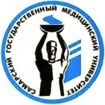 САМАРСКИЙ ГОСУДАРСТВЕННЫЙ МЕДИЦИНСКИЙ УНИВЕРСИТЕТ